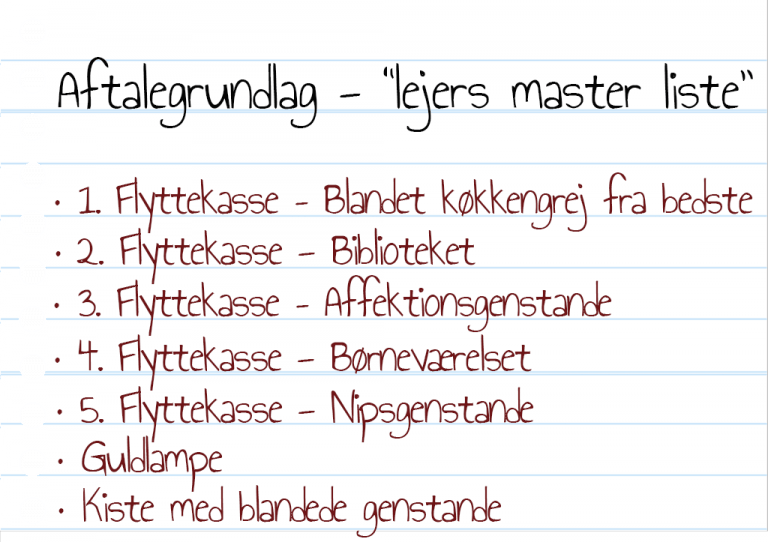 Aftalegrundlag – "lejers master liste"
· 1. Flyttekasse - Blandet køkkengrej fra bedste
· 2. Flyttekasse – Biblioteket
· 3. Flyttekasse - Affektionsgenstande
· 4. Flyttekasse – Børneværelset
· 5. Flyttekasse – Nipsgenstande
· Guldlampe
· Kiste med blandede genstande